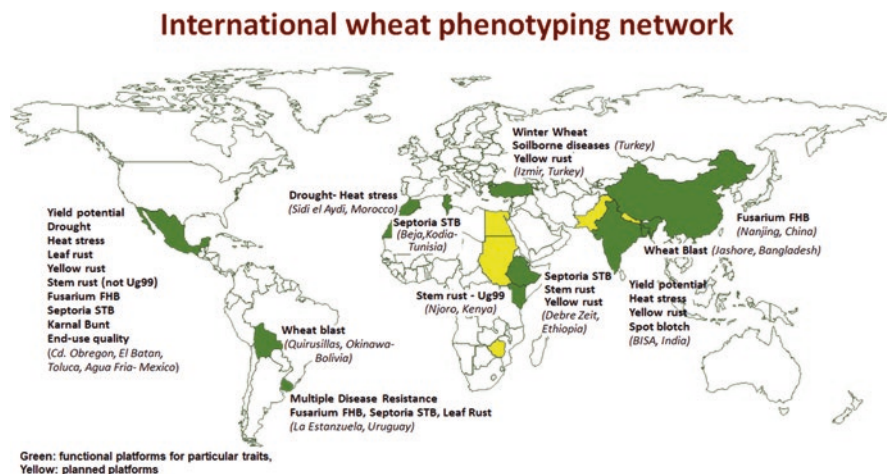 International wheat phenotyping network
Winter Wheat
Soilborne diseases (Turkey)
Yellow rust
(Izmir, Turkey)
Drought- Heat stress
(Sidi el Aydi, Morocco)
Septoria STB
(Beja,Kodia-
Tunisia)
Yield potential
Drought
Heat stress
Leaf rust
Yellow rust
Stem rust (not Ug99)
Fusarium FHB
Septoria STB
Karnal Bunt
End-use quality
(Cd. Obregon, El Batan,
Toluca, Agua Fria- Mexico)
Fusarium FHB
(Nanjing, China)
Wheat Blast (Jashore, Bangladesh)
Septoria STB
Stem rust
Yellow rust
(Debre Zeit,
Ethiopia)
Stem rust - Ug99
(Njoro, Kenya)
Yield potential
Heat stress
Yellow rust
Spot blotch
(BISA, India)
Wheat blast
(Quirusillas, Okinawa-
Bolivia)
Multiple Disease Resistance
Fusarium FHB, Septoria STB, Leaf Rust
(La Estanzuela, Uruguay)
Green: functional platforms for particular traits,
Yellow: planned platforms